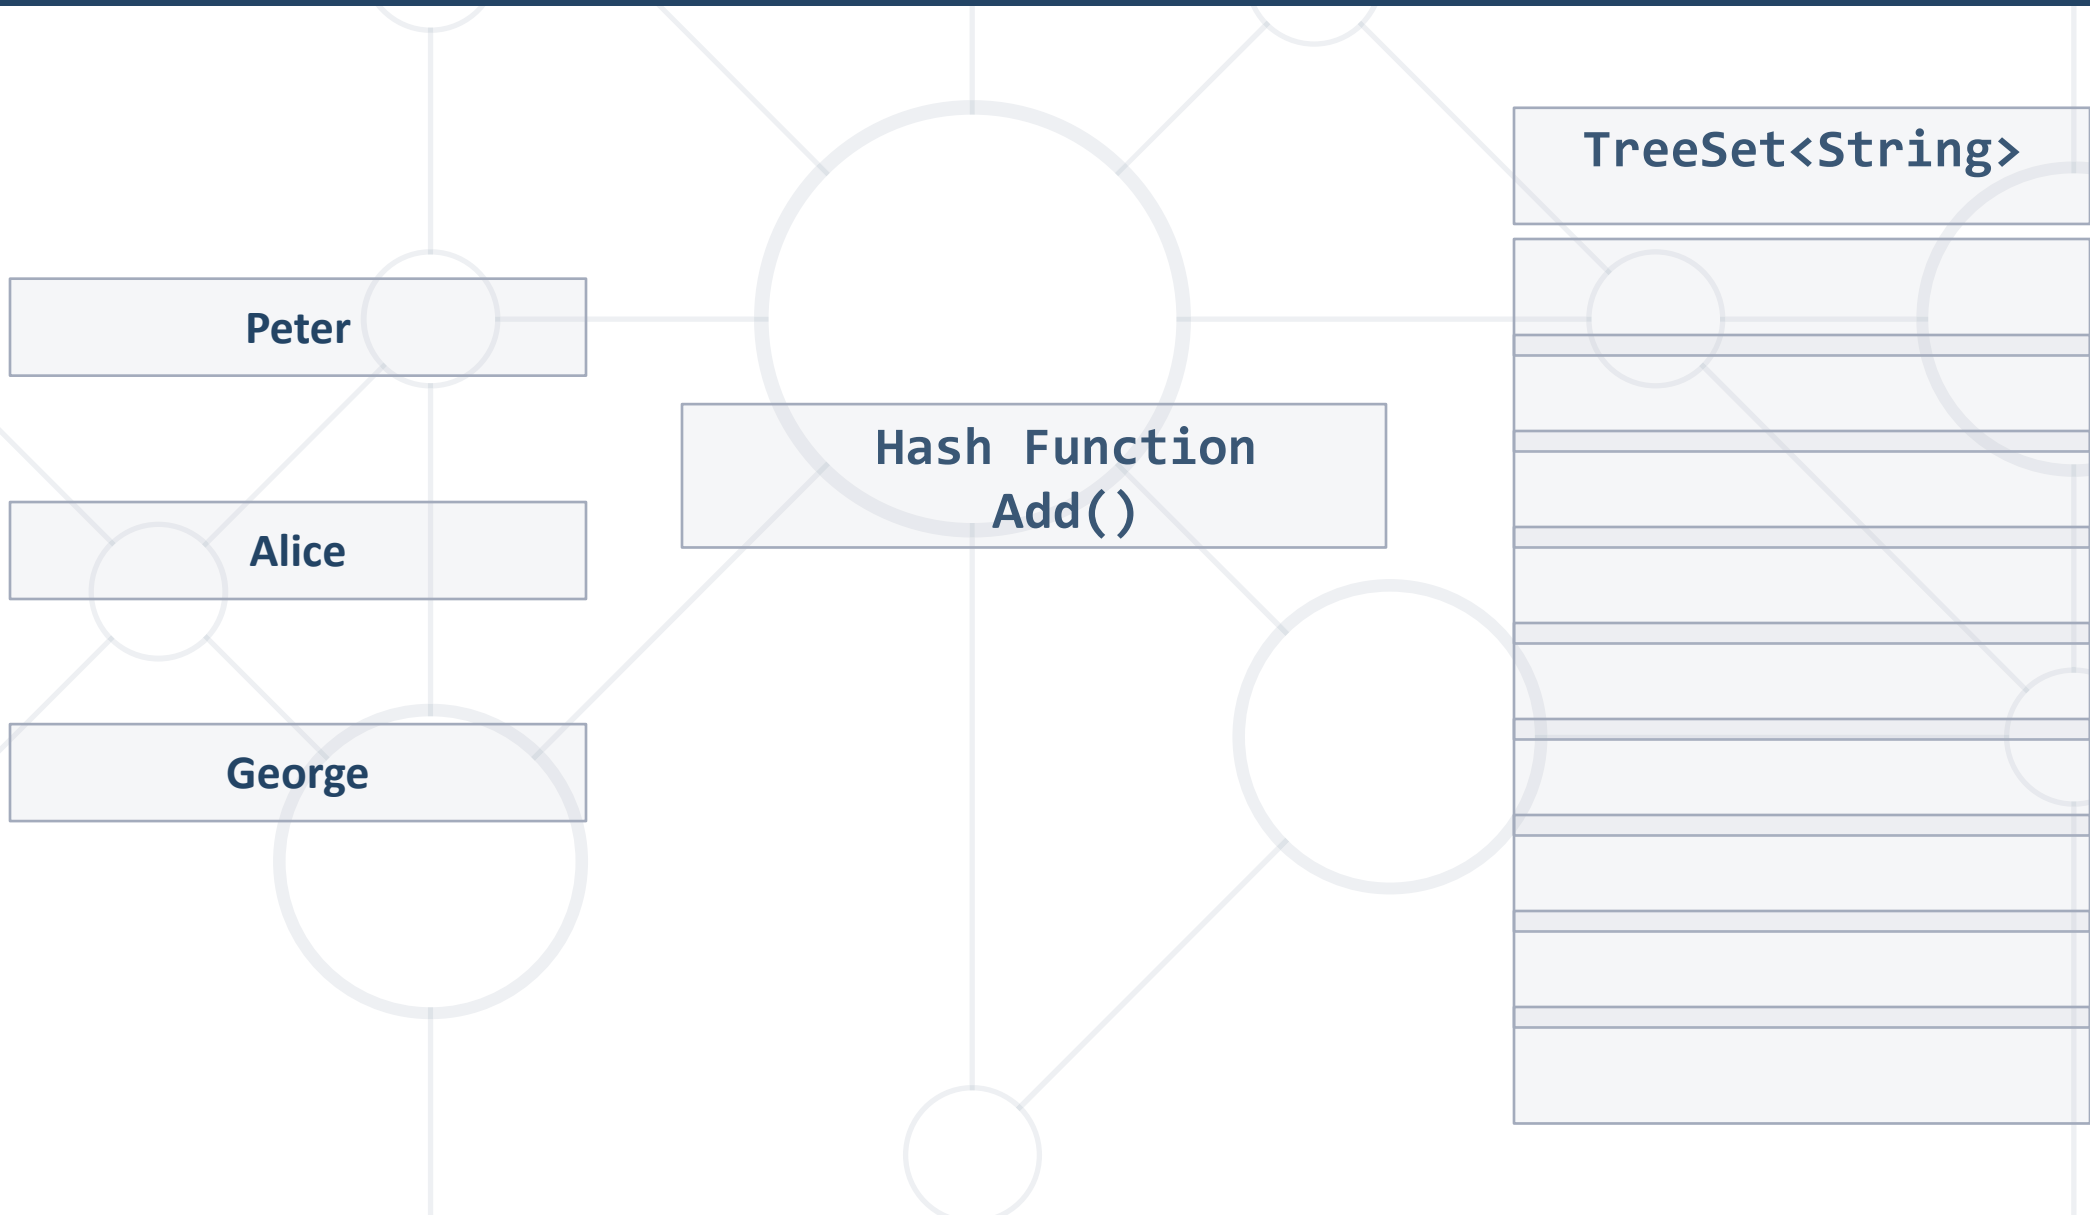 TreeSet<String>
Peter
Hash Function
Add()
Alice
George